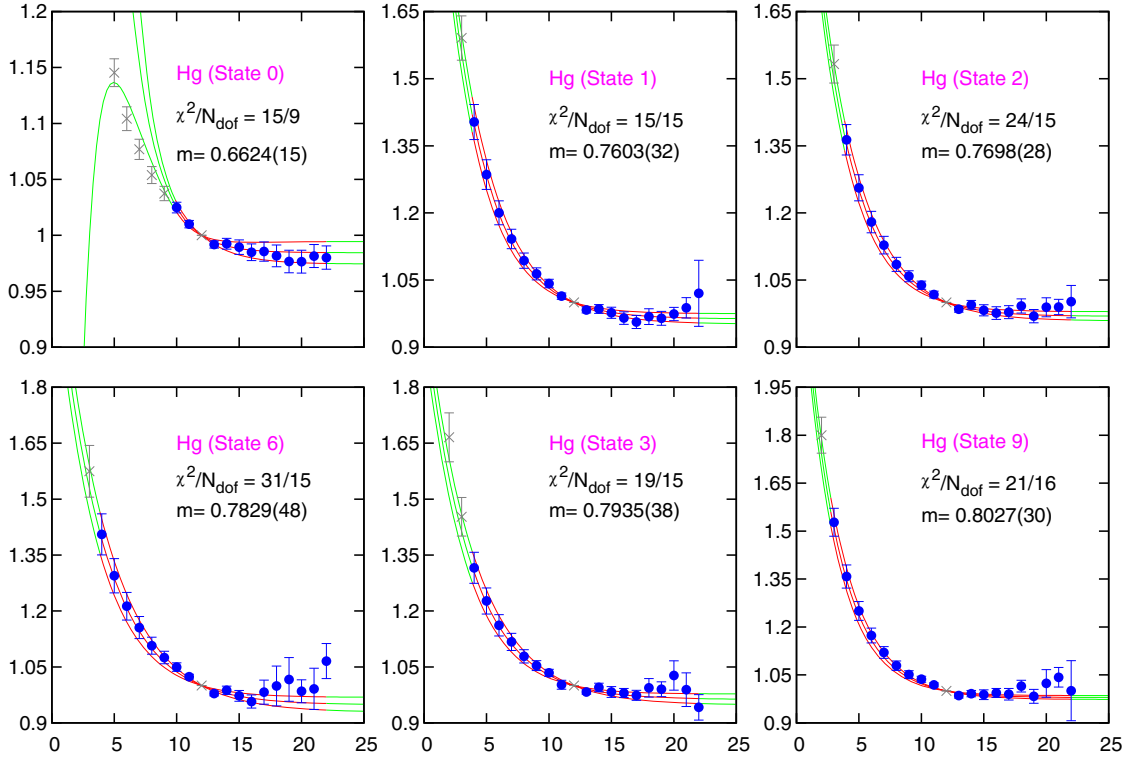 1.2
1.15
1.1
1.05
1
0.95
0.9
Hg (State 0)
χ²/N_dof = 15/9
m= 0.6624(15)
1.65
1.5
1.35
1.2
1.05
0.9
Hg (State 1)
χ²/N_dof = 15/15
m= 0.7603(32)
1.65
1.5
1.35
1.2
1.05
0.9
Hg (State 2)
χ²/N_dof = 24/15
m= 0.7698(28)
1.8
1.65
1.5
1.35
1.2
1.05
0.9
Hg (State 6)
χ²/N_dof = 31/15
m= 0.7829(48)
0 5 10 15 20 25
1.8
1.65
1.5
1.35
1.2
1.05
0.9
Hg (State 3)
χ²/N_dof = 19/15
m= 0.7935(38)
0 5 10 15 20 25
1.95
1.8
1.65
1.5
1.35
1.2
1.05
0.9
Hg (State 9)
χ²/N_dof = 21/16
m= 0.8027(30)
0 5 10 15 20 25